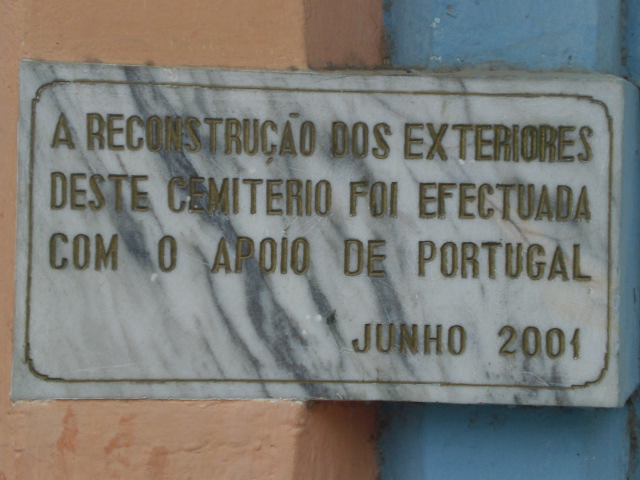 A RECONSTRUÇÃO DOS EXTERIORES
DESTE CEMITERIO FOI EFECTUADA
COM O APOIO DE PORTUGAL
JUNHO 2001